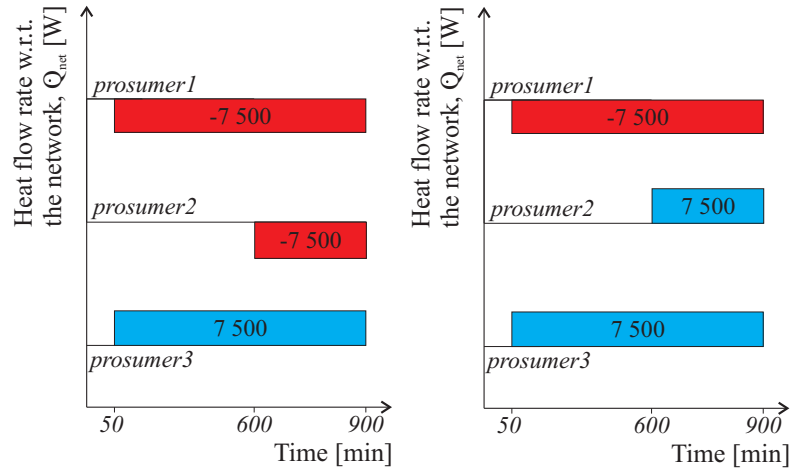 Heat flow rate w.r.t.
the network, Q̇net [W]
prosumer1
-7 500
prosumer2
-7 500
7 500
prosumer3
50
600
900
Time [min]
Heat flow rate w.r.t.
the network, Q̇net [W]
prosumer1
-7 500
prosumer2
7 500
7 500
prosumer3
50
600
900
Time [min]